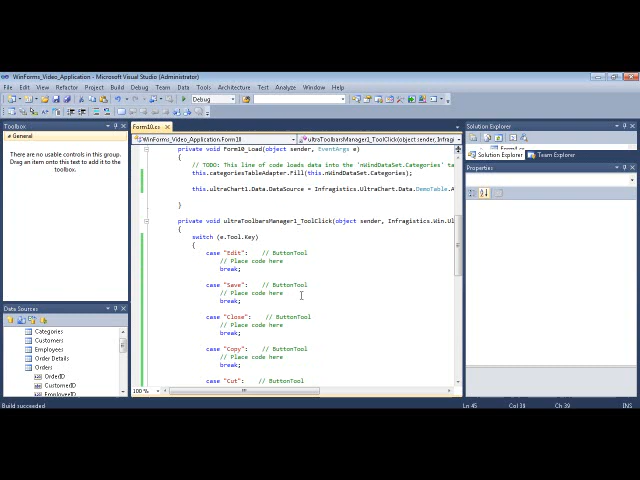 WinForms_Video_Application - Microsoft Visual Studio (Administrator)
File Edit View Refactor Project Build Debug Team Data Tools Architecture Test Analyze Window Help
Debug
Toolbox
General
There are no usable controls in this group.
Drag an item onto this text to add it to the
toolbox.
Data Sources
Categories
Customers
Employees
Order Details
Orders
OrderID
CustomerID
EmployeeID
Form10.cs
WinForms_Video_Application.Form10
ultraToolbarsManager1_ToolClick(object sender, Infragistics
private void Form10_Load(object sender, EventArgs e)
{
// TODO: This line of code loads data into the 'nWindDataSet.Categories' ta
this.categoriesTableAdapter.Fill(this.nWindDataSet.Categories);
this.ultraChart1.Data.DataSource = Infragistics.UltraChart.Data.DemoTable.A
}
private void ultraToolbarsManager1_ToolClick(object sender, Infragistics.Win.Ul
{
switch (e.Tool.Key)
{
case "Edit": // ButtonTool
// Place code here
break;
case "Save": // ButtonTool
// Place code here
break;
case "Close": // ButtonTool
// Place code here
break;
case "Copy": // ButtonTool
// Place code here
break;
case "Cut": // ButtonTool
100 %
Solution Explorer
Solution Explorer Team Explorer
Properties
Build succeeded
Ln 45 Col 39 Ch 39 INS